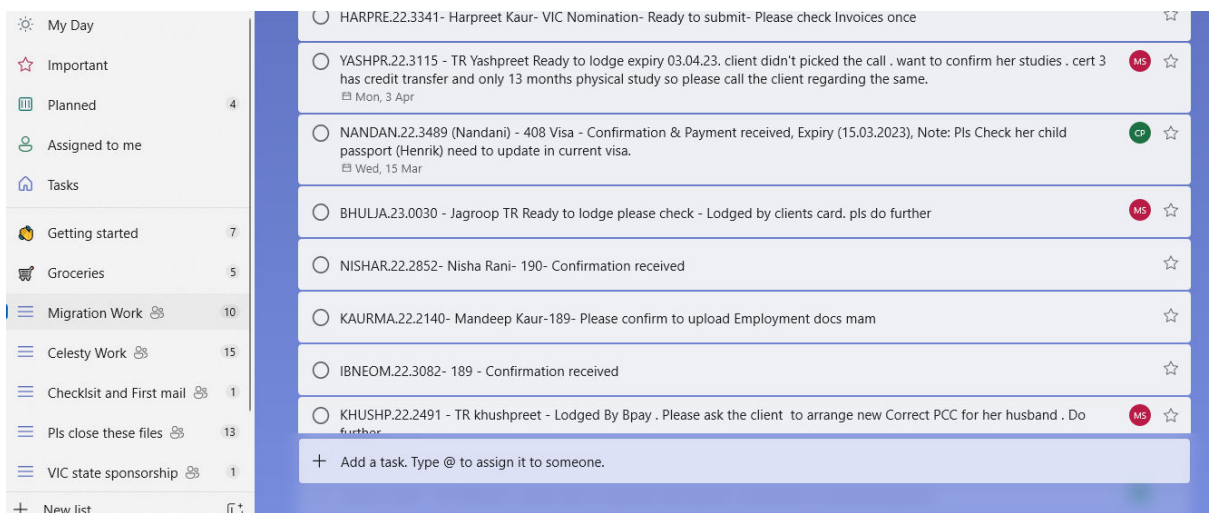 My Day
Important
Planned 4
Assigned to me
Tasks
Getting started 7
Groceries 5
Migration Work 10
Celesty Work 15
Checklsit and First mail 1
Pls close these files 13
VIC state sponsorship 1
New list
HARPRE.22.3341- Harpreet Kaur- VIC Nomination- Ready to submit- Please check Invoices once
YASHPR.22.3115 - TR Yashpreet Ready to lodge expiry 03.04.23. client didn't picked the call . want to confirm her studies . cert 3
has credit transfer and only 13 months physical study so please call the client regarding the same.
MS
Mon, 3 Apr
NANDAN.22.3489 (Nandani) - 408 Visa - Confirmation & Payment received, Expiry (15.03.2023), Note: Pls Check her child
passport (Henrik) need to update in current visa.
CP
Wed, 15 Mar
BHULJA.23.0030 - Jagroop TR Ready to lodge please check - Lodged by clients card. pls do further
MS
NISHAR.22.2852- Nisha Rani- 190- Confirmation received
KAURMA.22.2140- Mandeep Kaur-189- Please confirm to upload Employment docs mam
IBNEOM.22.3082- 189 - Confirmation received
KHUSHP.22.2491 - TR khushpreet - Lodged By Bpay . Please ask the client to arrange new Correct PCC for her husband . Do
further
MS
Add a task. Type @ to assign it to someone.